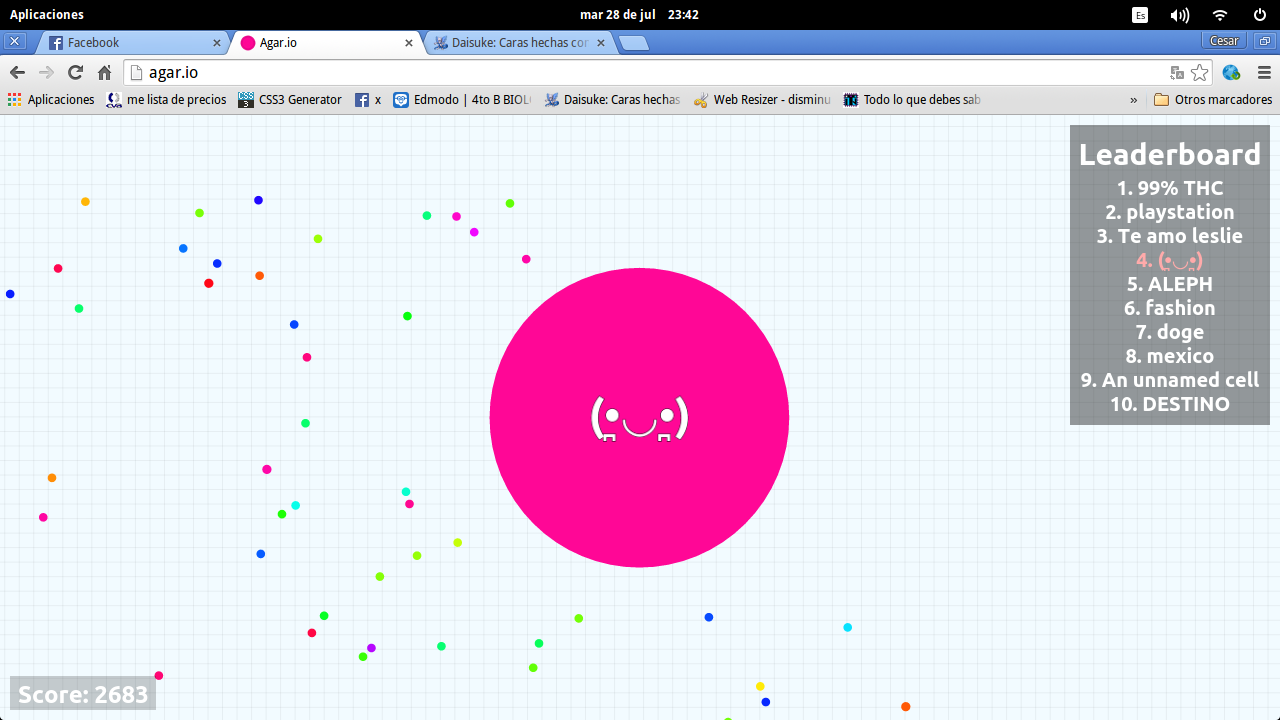 Aplicaciones
mar 28 de jul 23:42
Es
Facebook
Agar.io
Daisuke: Caras hechas con
Cesar
agar.io
Aplicaciones
me lista de precios
CSS3 Generator
x
Edmodo | 4to B BIOL
Daisuke: Caras hechas
Web Resizer - disminu
Todo lo que debes sab
»
Otros marcadores
Leaderboard
1. 99% THC
2. playstation
3. Te amo leslie
4. (•̪◡•̪)
5. ALEPH
6. fashion
7. doge
8. mexico
9. An unnamed cell
10. DESTINO
(•̪◡•̪)
Score: 2683